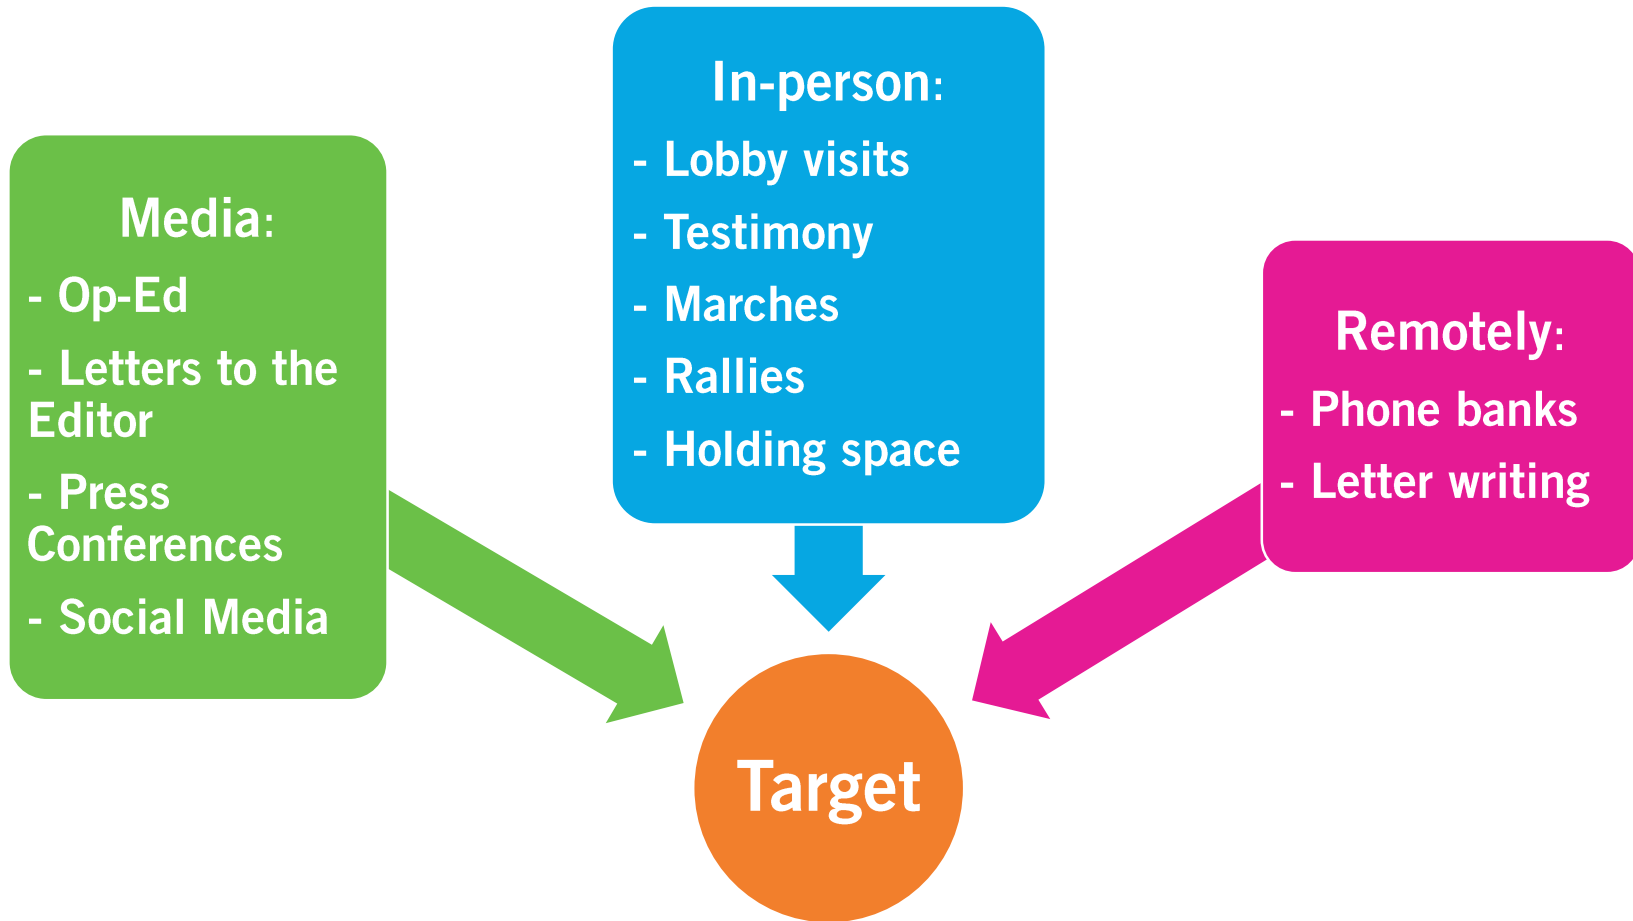 Media:
- Op-Ed
- Letters to the
Editor
- Press
Conferences
- Social Media
In-person:
- Lobby visits
- Testimony
- Marches
- Rallies
- Holding space
Remotely:
- Phone banks
- Letter writing
Target